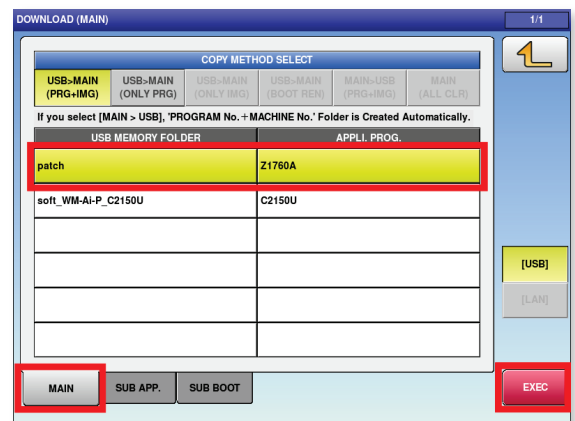 DOWNLOAD (MAIN)
1/1
COPY METHOD SELECT
USB>MAIN
(PRG+IMG)
USB>MAIN
(ONLY PRG)
USB>MAIN
(ONLY IMG)
USB>MAIN
(BOOT REN)
MAIN>USB
(PRG+IMG)
MAIN
(ALL CLR)
If you select [MAIN > USB], 'PROGRAM No.+MACHINE No.' Folder is Created Automatically.
USB MEMORY FOLDER
APPLI. PROG.
patch
Z1760A
soft_WM-Ai-P_C2150U
C2150U
[USB]
[LAN]
MAIN
SUB APP.
SUB BOOT
EXEC